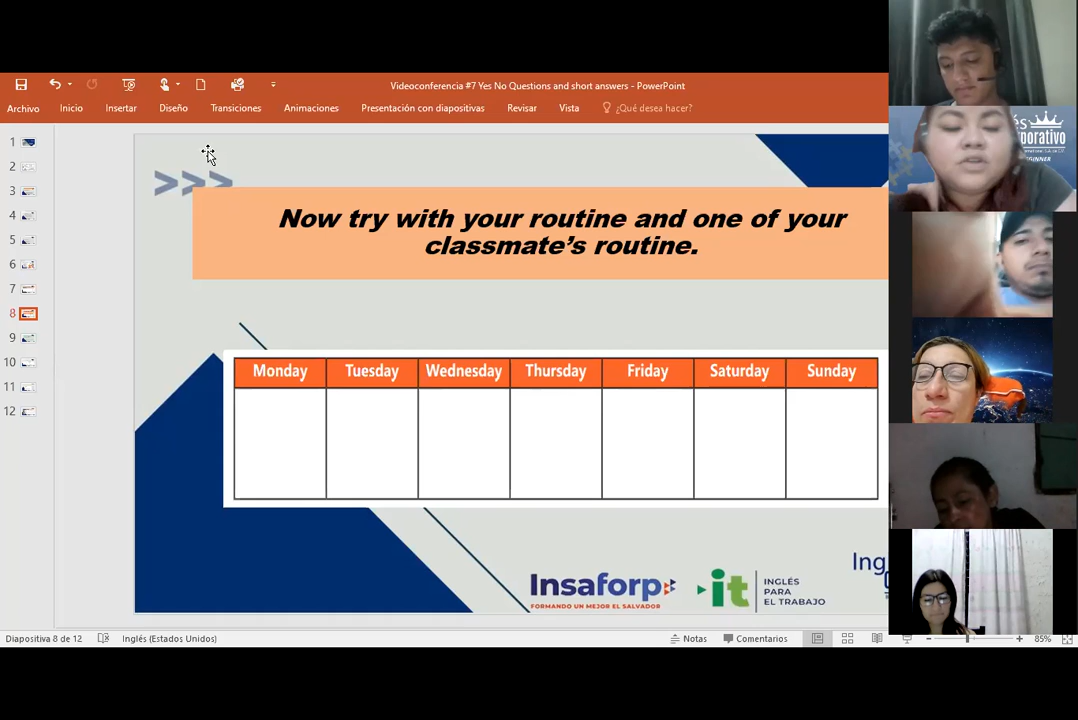 Videoconferencia #7 Yes No Questions and short answers - PowerPoint
Archivo Inicio Insertar Diseño Transiciones Animaciones Presentación con diapositivas Revisar Vista ¿Qué desea hacer?
1
2
3
4
5
6
7
8
9
10
11
12
>>>
Now try with your routine and one of your
classmate's routine.
Monday Tuesday Wednesday Thursday Friday Saturday Sunday
Insaforp
FORMANDO UN MEJOR EL SALVADOR
it
INGLÉS
PARA
EL TRABAJO
Ing
Diapositiva 8 de 12 Inglés (Estados Unidos) Notas Comentarios 85%